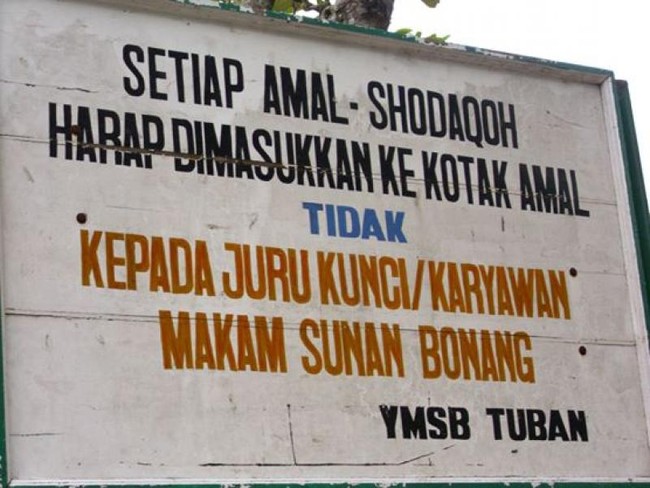 SETIAP AMAL - SHODAQOH
HARAP DIMASUKKAN KE KOTAK AMAL
TIDAK
KEPADA JURU KUNCI/KARYAWAN
MAKAM SUNAN BONANG
YMSB TUBAN